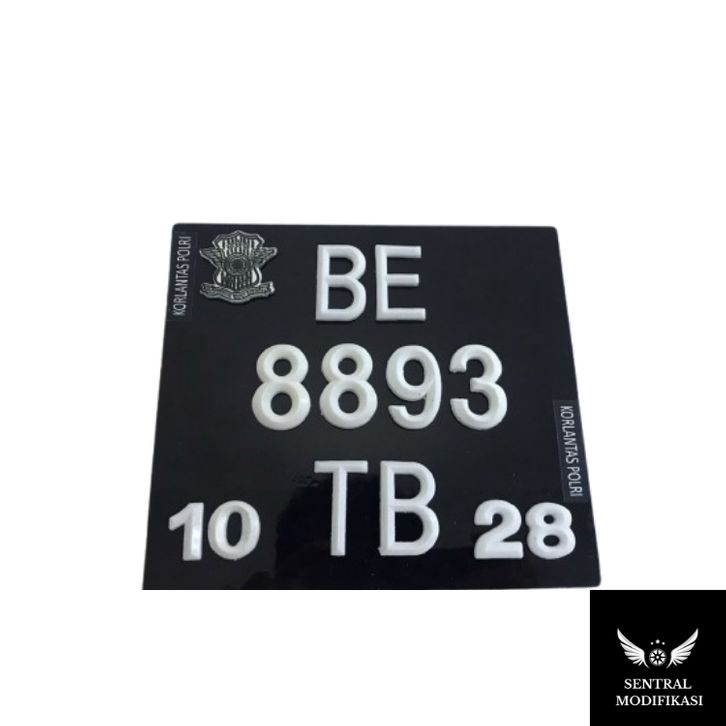 KORLANTAS POLRI
BE
8893
KORLANTAS POLRI
10 TB 28
SENTRAL
MODIFIKASI